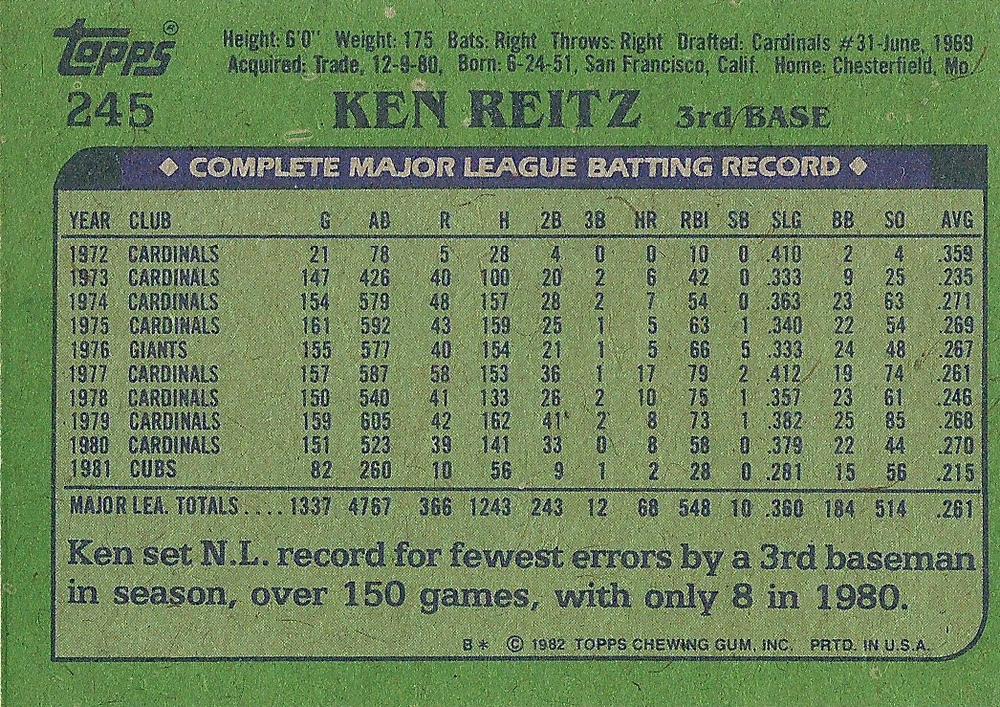 Topps®
Height: 6'0" Weight: 175 Bats: Right Throws: Right Drafted: Cardinals #31-June, 1969
Acquired: Trade, 12-9-80, Born: 6-24-51, San Francisco, Calif. Home: Chesterfield, Mo.
245 KEN REITZ 3rd BASE
◆ COMPLETE MAJOR LEAGUE BATTING RECORD ◆
YEAR CLUB G AB R H 2B 3B HR RBI SB SLG BB SO AVG
1972 CARDINALS 21 78 5 28 4 0 0 10 0 .410 2 4 .359
1973 CARDINALS 147 426 40 100 20 2 6 42 0 .333 9 25 .235
1974 CARDINALS 154 579 48 157 28 2 7 54 0 .363 23 63 .271
1975 CARDINALS 161 592 43 159 25 1 5 63 1 .340 22 54 .269
1976 GIANTS 155 577 40 154 21 1 5 66 5 .333 24 48 .267
1977 CARDINALS 157 587 58 153 36 1 17 79 2 .412 19 74 .261
1978 CARDINALS 150 540 41 133 26 2 10 75 1 .357 23 61 .246
1979 CARDINALS 159 605 42 162 41 2 8 73 1 .382 25 85 .268
1980 CARDINALS 151 523 39 141 33 0 8 58 0 .379 22 44 .270
1981 CUBS 82 260 10 56 9 1 2 28 0 .281 15 56 .215
MAJOR LEA. TOTALS.... 1337 4767 366 1243 243 12 68 548 10 .360 184 514 .261
Ken set N.L. record for fewest errors by a 3rd baseman
in season, over 150 games, with only 8 in 1980.
B* © 1982 TOPPS CHEWING GUM, INC. PRTD. IN U.S.A.